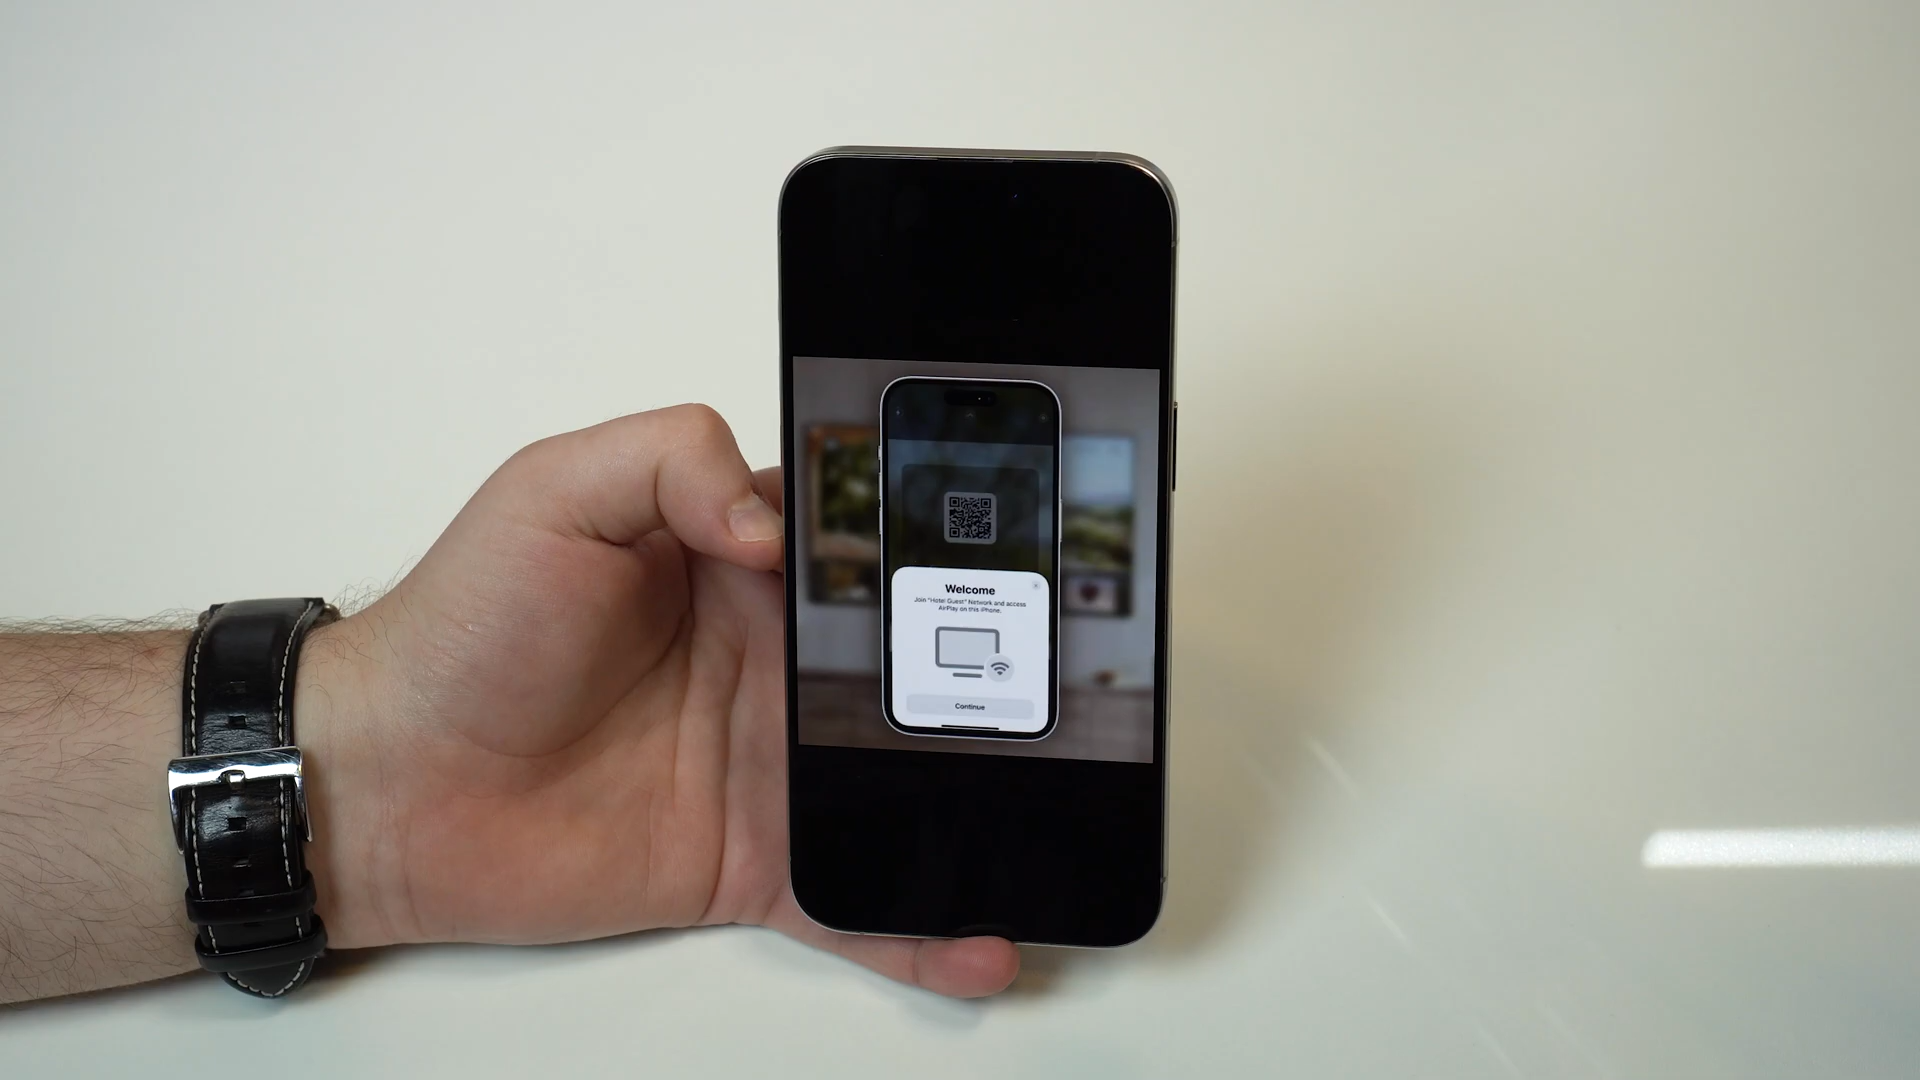 Welcome
Join "Hotel Guest" Network and access
AirPlay on this iPhone.
Continue